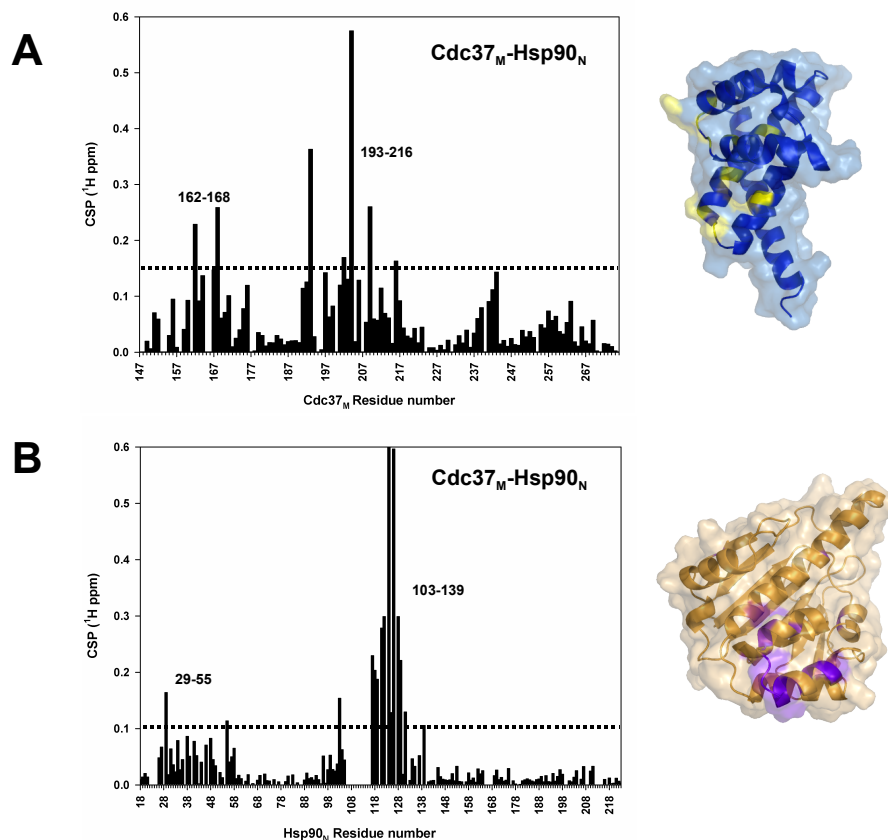 A
Cdc37M-Hsp90N
CSP (1H ppm)
0.6
0.5
0.4
0.3
0.2
0.1
0.0
162-168
193-216
147 157 167 177 187 197 207 217 227 237 247 257 267
Cdc37M Residue number
B
Cdc37M-Hsp90N
CSP (1H ppm)
0.6
0.5
0.4
0.3
0.2
0.1
0.0
103-139
29-55
18 28 38 48 58 68 78 88 98 108 118 128 138 148 158 168 178 188 198 208 218
Hsp90N Residue number